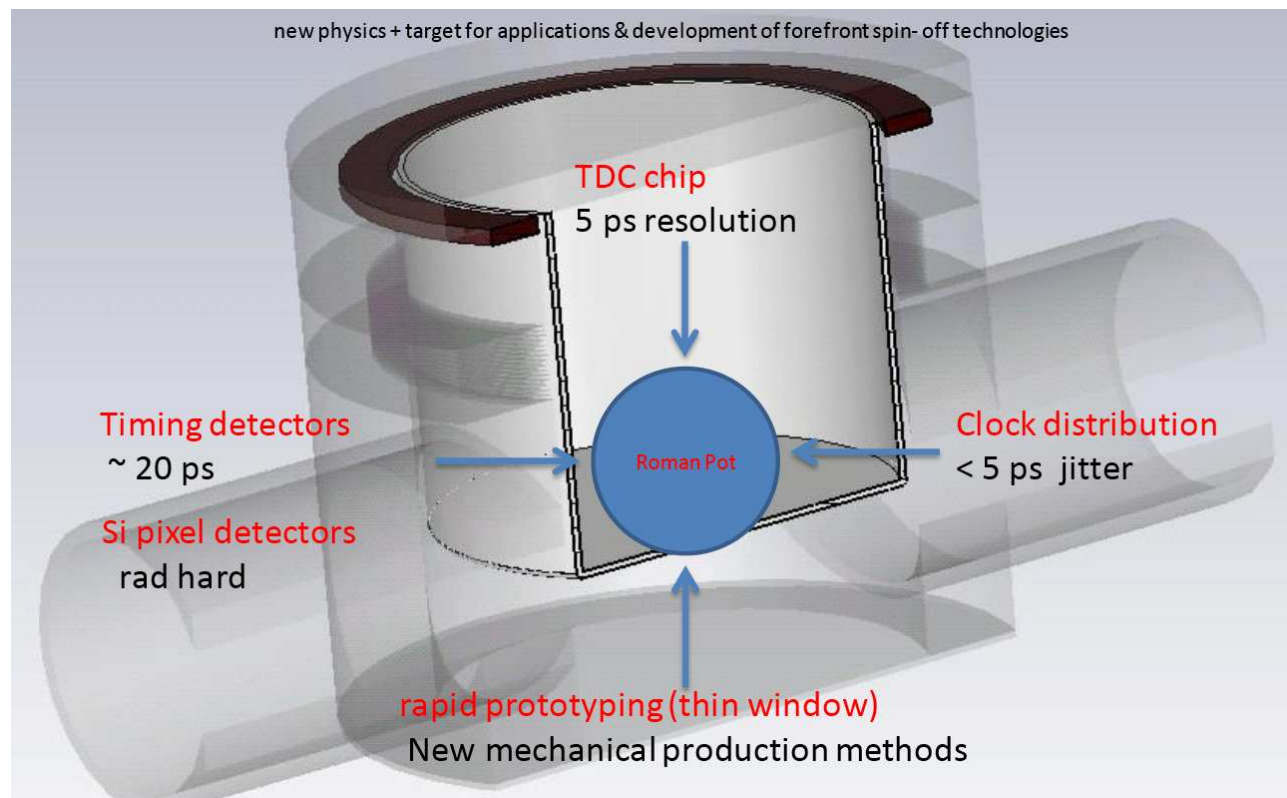 new physics + target for applications & development of forefront spin- off technologies
TDC chip
5 ps resolution
Timing detectors
~ 20 ps
Roman Pot
Clock distribution
< 5 ps jitter
Si pixel detectors
rad hard
rapid prototyping (thin window)
New mechanical production methods